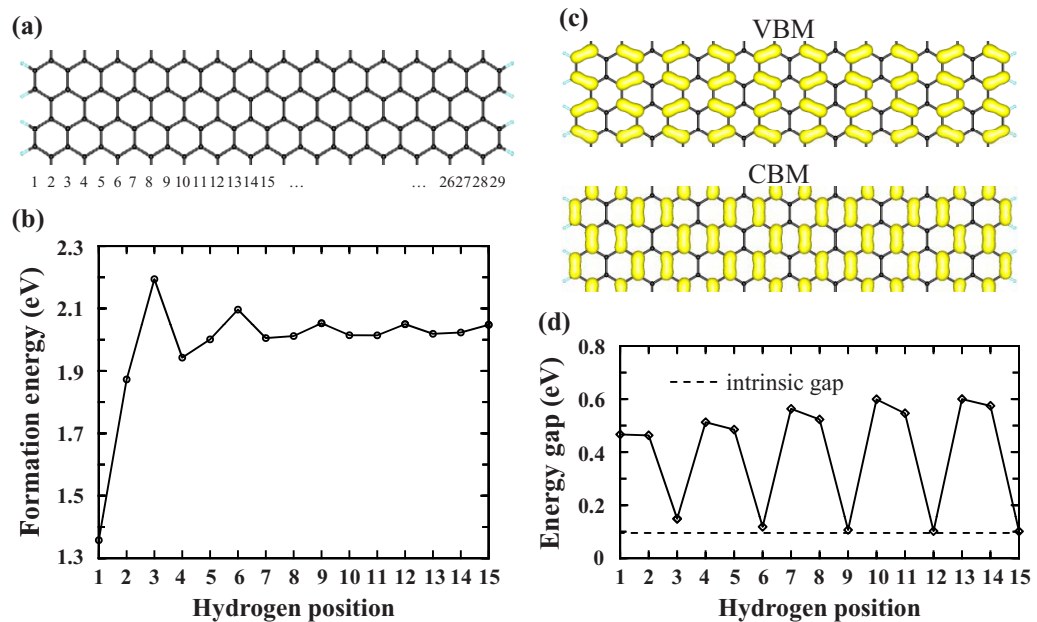 (a)
1 2 3 4 5 6 7 8 9 10 11 12 13 14 15 ... ... 26 27 28 29
(b)
Formation energy (eV)
2.3
2.1
1.9
1.7
1.5
1.3
1 2 3 4 5 6 7 8 9 10 11 12 13 14 15
Hydrogen position
(c)
VBM
CBM
(d)
Energy gap (eV)
0.8
0.6
0.4
0.2
0
intrinsic gap
1 2 3 4 5 6 7 8 9 10 11 12 13 14 15
Hydrogen position